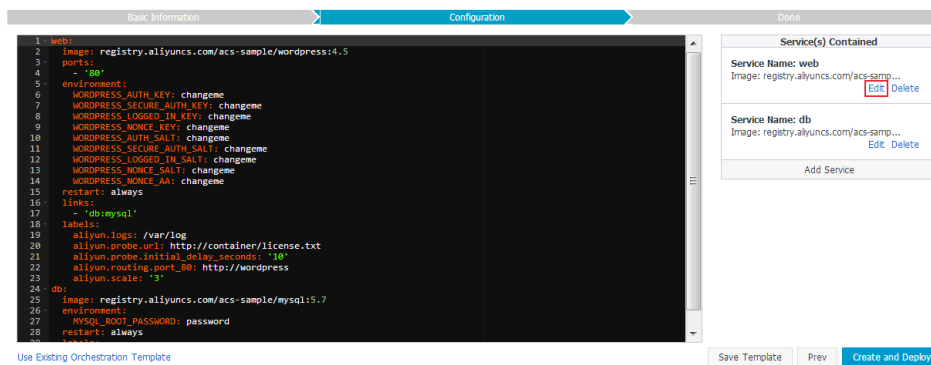 Basic Information
Configuration
Done
1 web:
2 image: registry.aliyuncs.com/acs-sample/wordpress:4.5
3 ports:
4 - '80'
5 environment:
6 WORDPRESS_AUTH_KEY: changeme
7 WORDPRESS_SECURE_AUTH_KEY: changeme
8 WORDPRESS_LOGGED_IN_KEY: changeme
9 WORDPRESS_NONCE_KEY: changeme
10 WORDPRESS_AUTH_SALT: changeme
11 WORDPRESS_SECURE_AUTH_SALT: changeme
12 WORDPRESS_LOGGED_IN_SALT: changeme
13 WORDPRESS_NONCE_SALT: changeme
14 WORDPRESS_NONCE_AA: changeme
15 restart: always
16 links:
17 - 'db:mysql'
18 labels:
19 aliyun.logs: /var/log
20 aliyun.probe.url: http://container/license.txt
21 aliyun.probe.initial_delay_seconds: '10'
22 aliyun.routing.port_80: http://wordpress
23 aliyun.scale: '3'
24 db:
25 image: registry.aliyuncs.com/acs-sample/mysql:5.7
26 environment:
27 MYSQL_ROOT_PASSWORD: password
28 restart: always
29 labels:
Service(s) Contained
Service Name: web
Image: registry.aliyuncs.com/acs-samp...
Edit Delete
Service Name: db
Image: registry.aliyuncs.com/acs-samp...
Edit Delete
Add Service
Use Existing Orchestration Template
Save Template
Prev
Create and Deploy